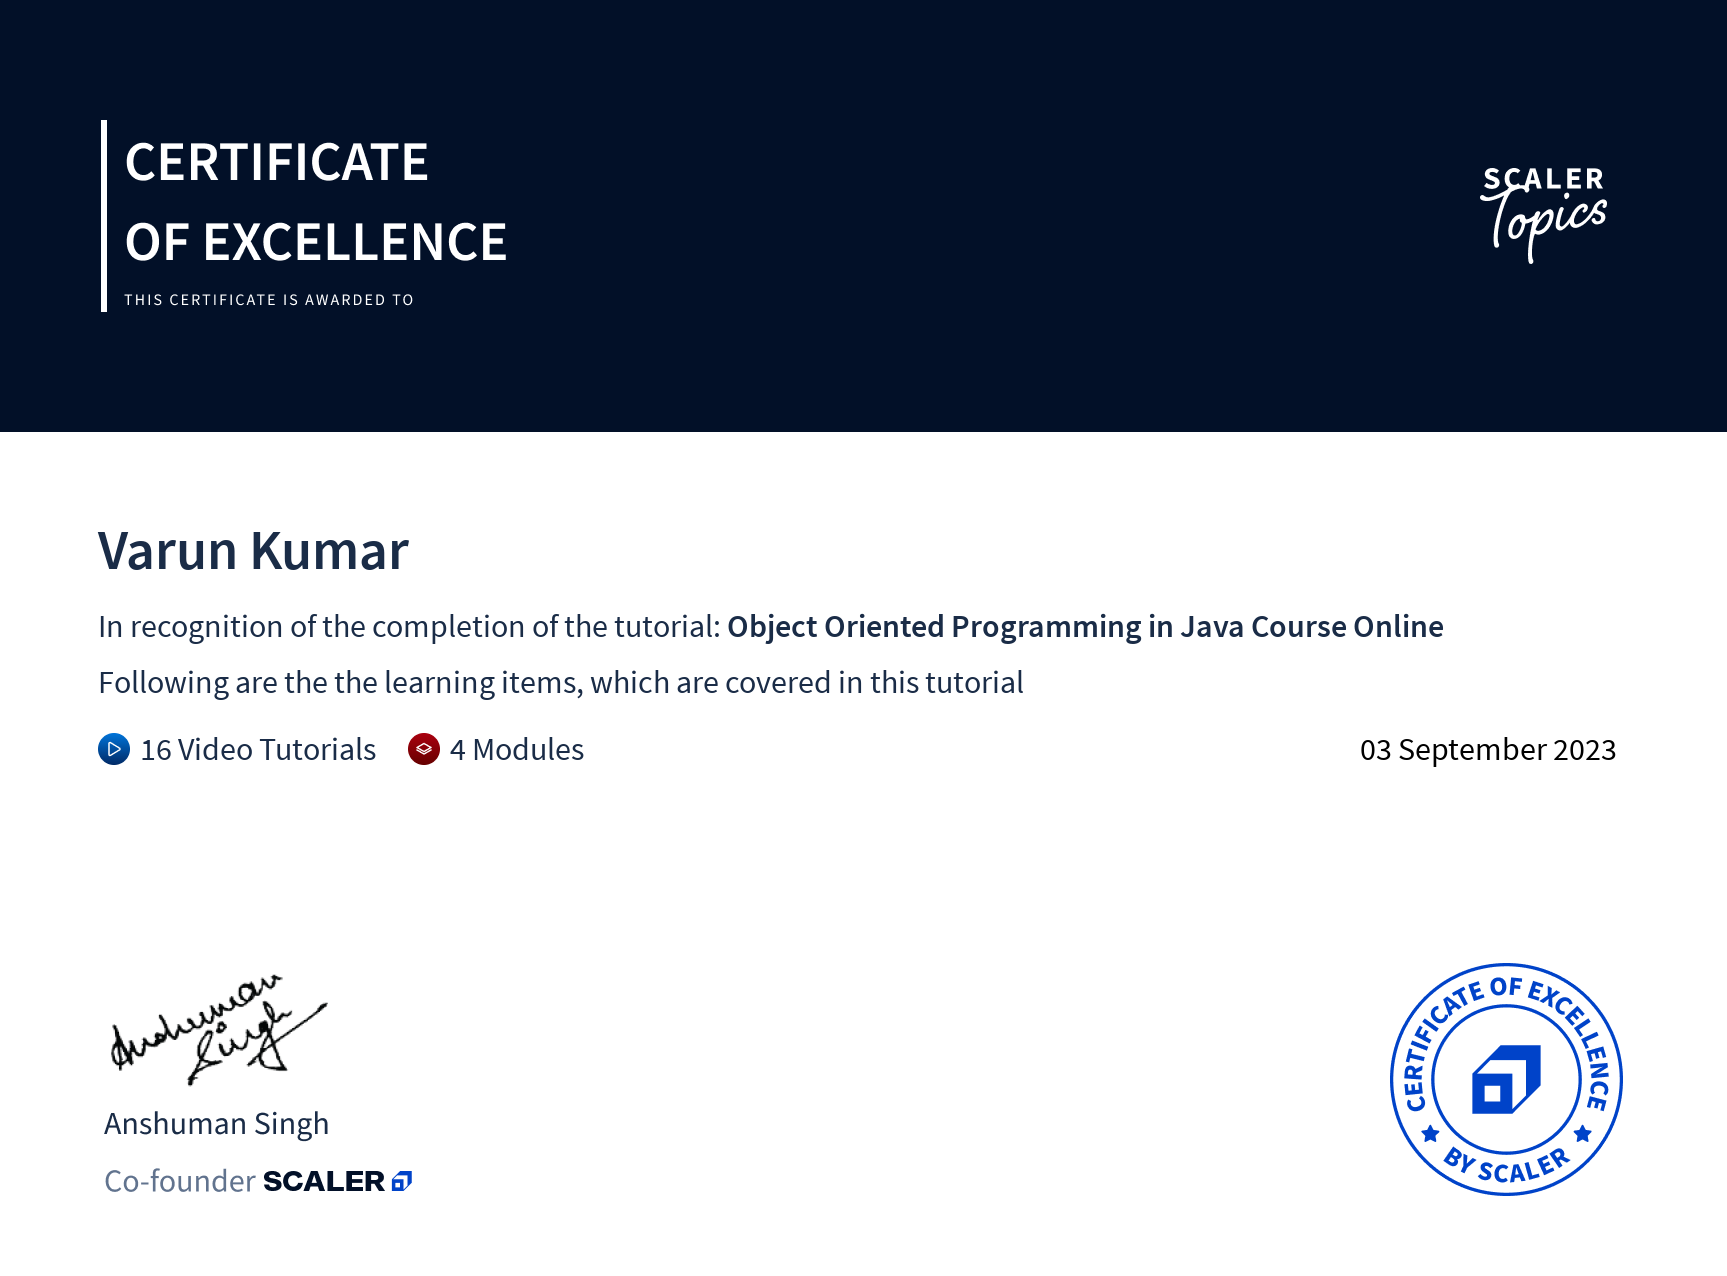 CERTIFICATE
OF EXCELLENCE
THIS CERTIFICATE IS AWARDED TO
SCALER
Topics
Varun Kumar
In recognition of the completion of the tutorial: Object Oriented Programming in Java Course Online
Following are the the learning items, which are covered in this tutorial
16 Video Tutorials 4 Modules 03 September 2023
Anshuman
Singh
Anshuman Singh
Co-founder SCALER
CERTIFICATE OF EXCELLENCE
BY SCALER